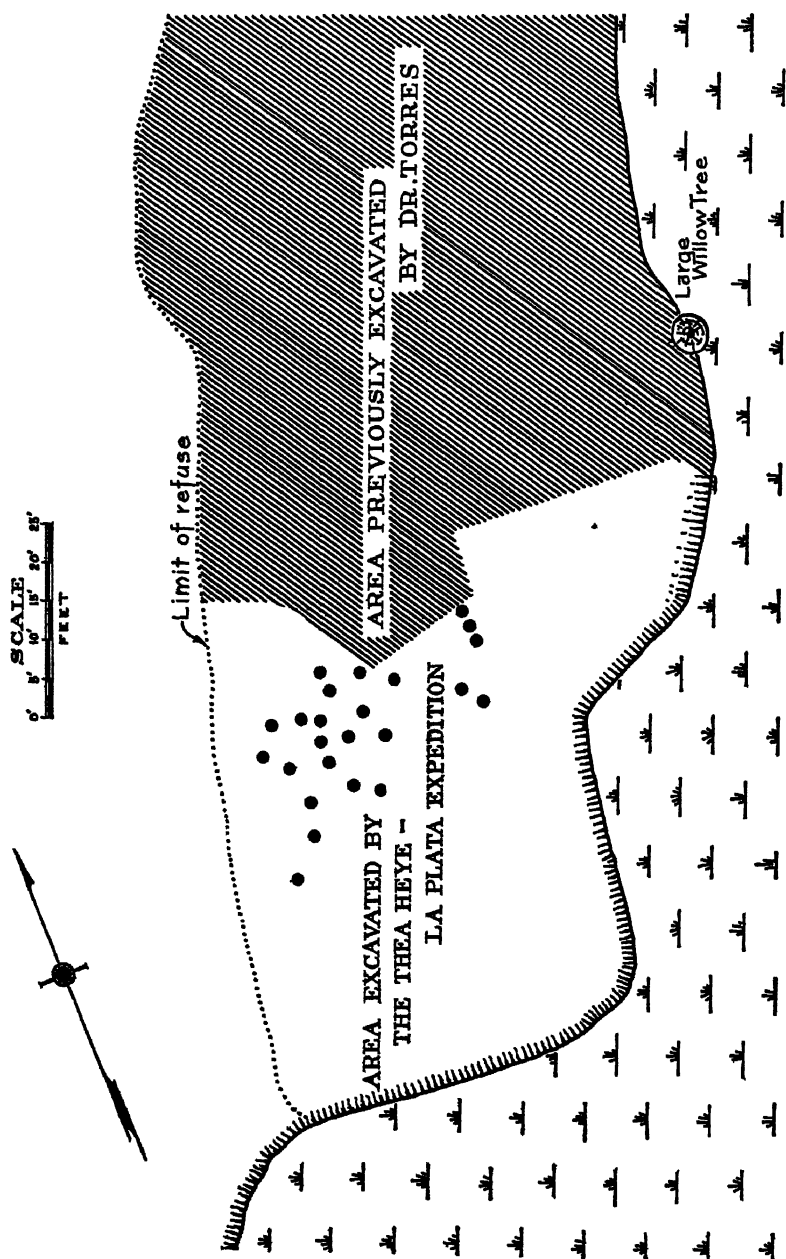 SCALE
0' 5' 10' 15' 20' 25'
FEET
Limit of refuse
AREA PREVIOUSLY EXCAVATED
BY DR. TORRES
AREA EXCAVATED BY
THE THEA HEYE –
LA PLATA EXPEDITION
Large
Willow Tree